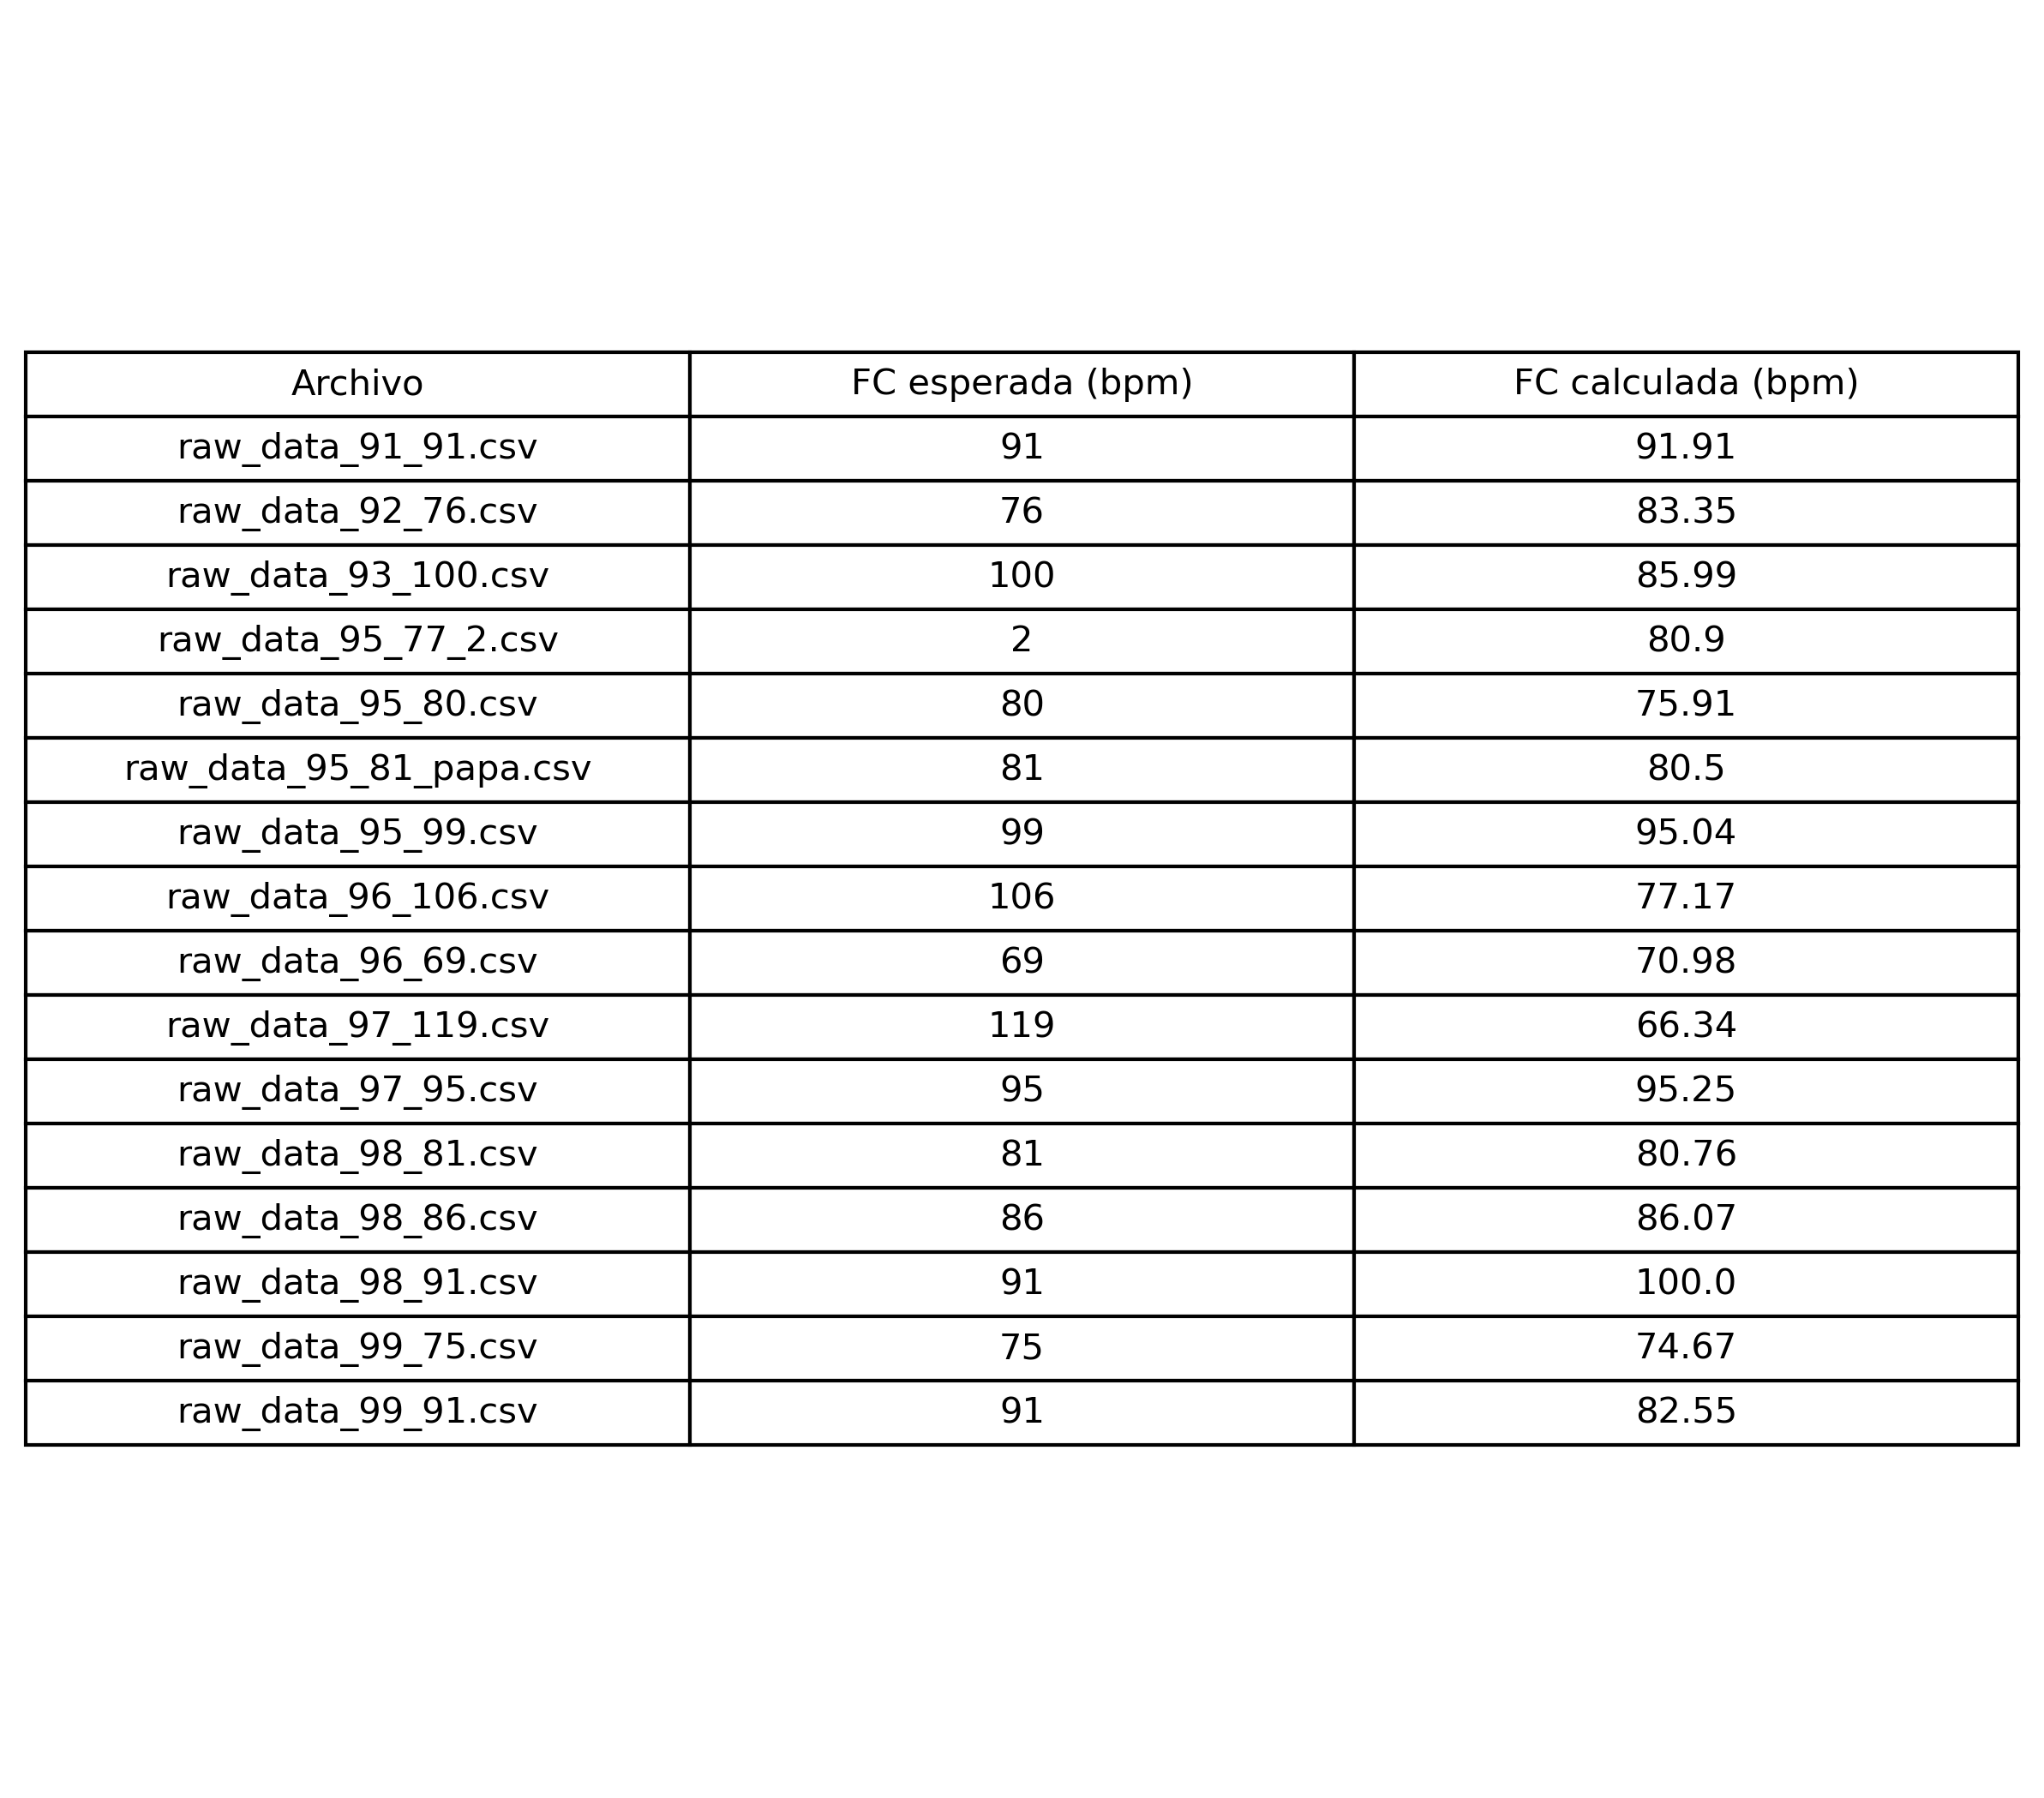 Archivo FC esperada (bpm) FC calculada (bpm)
raw_data_91_91.csv 91 91.91
raw_data_92_76.csv 76 83.35
raw_data_93_100.csv 100 85.99
raw_data_95_77_2.csv 2 80.9
raw_data_95_80.csv 80 75.91
raw_data_95_81_papa.csv 81 80.5
raw_data_95_99.csv 99 95.04
raw_data_96_106.csv 106 77.17
raw_data_96_69.csv 69 70.98
raw_data_97_119.csv 119 66.34
raw_data_97_95.csv 95 95.25
raw_data_98_81.csv 81 80.76
raw_data_98_86.csv 86 86.07
raw_data_98_91.csv 91 100.0
raw_data_99_75.csv 75 74.67
raw_data_99_91.csv 91 82.55